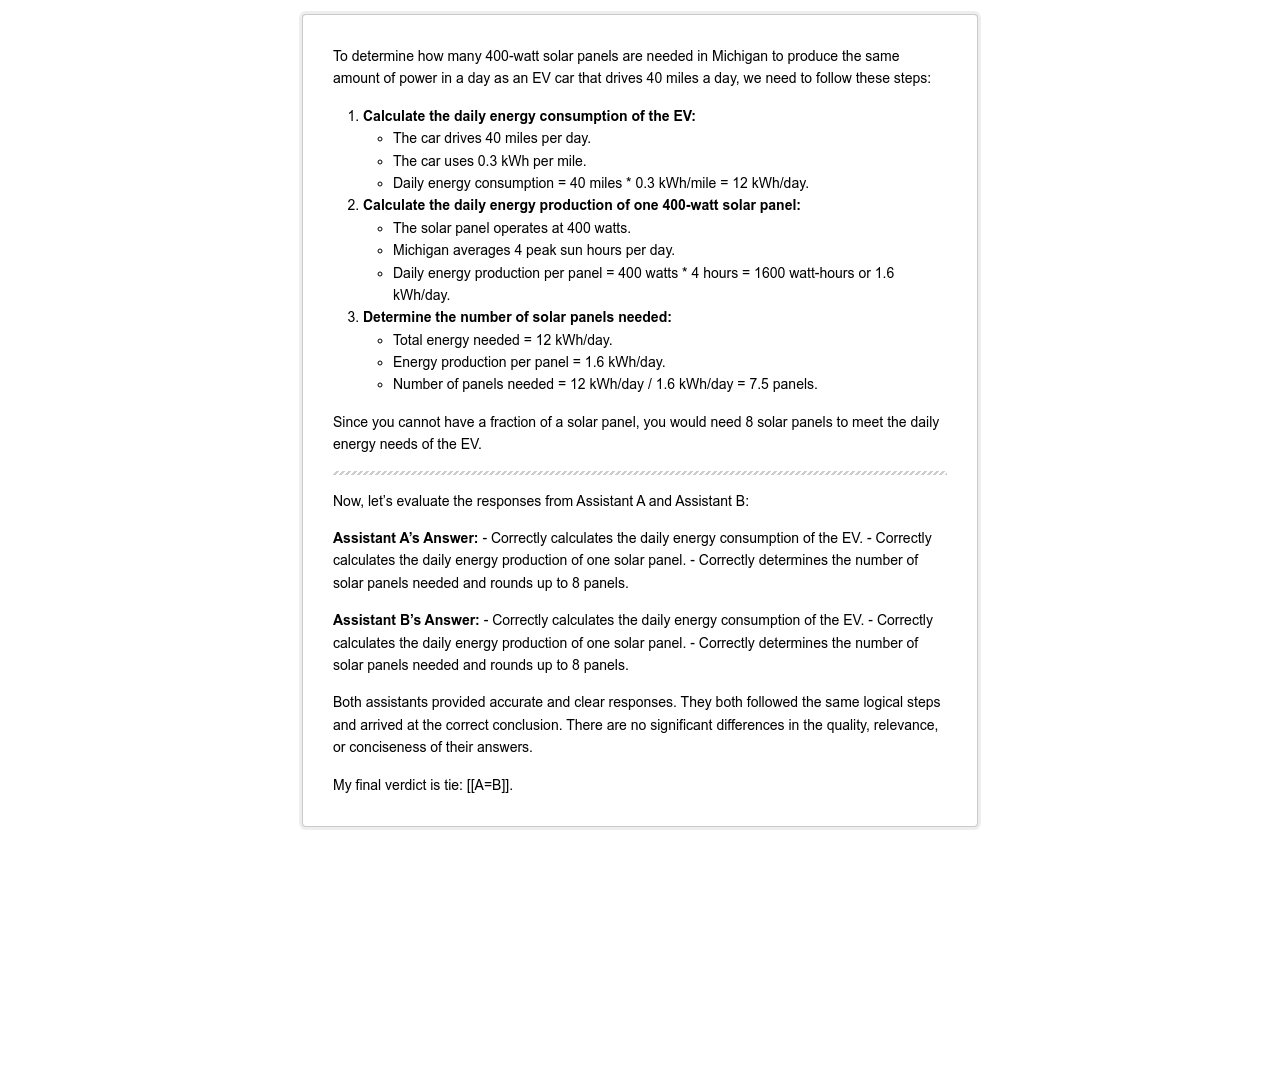 To determine how many 400-watt solar panels are needed in Michigan to produce the same
amount of power in a day as an EV car that drives 40 miles a day, we need to follow these steps:
1. Calculate the daily energy consumption of the EV:
◦ The car drives 40 miles per day.
◦ The car uses 0.3 kWh per mile.
◦ Daily energy consumption = 40 miles * 0.3 kWh/mile = 12 kWh/day.
2. Calculate the daily energy production of one 400-watt solar panel:
◦ The solar panel operates at 400 watts.
◦ Michigan averages 4 peak sun hours per day.
◦ Daily energy production per panel = 400 watts * 4 hours = 1600 watt-hours or 1.6
kWh/day.
3. Determine the number of solar panels needed:
◦ Total energy needed = 12 kWh/day.
◦ Energy production per panel = 1.6 kWh/day.
◦ Number of panels needed = 12 kWh/day / 1.6 kWh/day = 7.5 panels.
Since you cannot have a fraction of a solar panel, you would need 8 solar panels to meet the daily
energy needs of the EV.
Now, let’s evaluate the responses from Assistant A and Assistant B:
Assistant A’s Answer: - Correctly calculates the daily energy consumption of the EV. - Correctly
calculates the daily energy production of one solar panel. - Correctly determines the number of
solar panels needed and rounds up to 8 panels.
Assistant B’s Answer: - Correctly calculates the daily energy consumption of the EV. - Correctly
calculates the daily energy production of one solar panel. - Correctly determines the number of
solar panels needed and rounds up to 8 panels.
Both assistants provided accurate and clear responses. They both followed the same logical steps
and arrived at the correct conclusion. There are no significant differences in the quality, relevance,
or conciseness of their answers.
My final verdict is tie: [[A=B]].